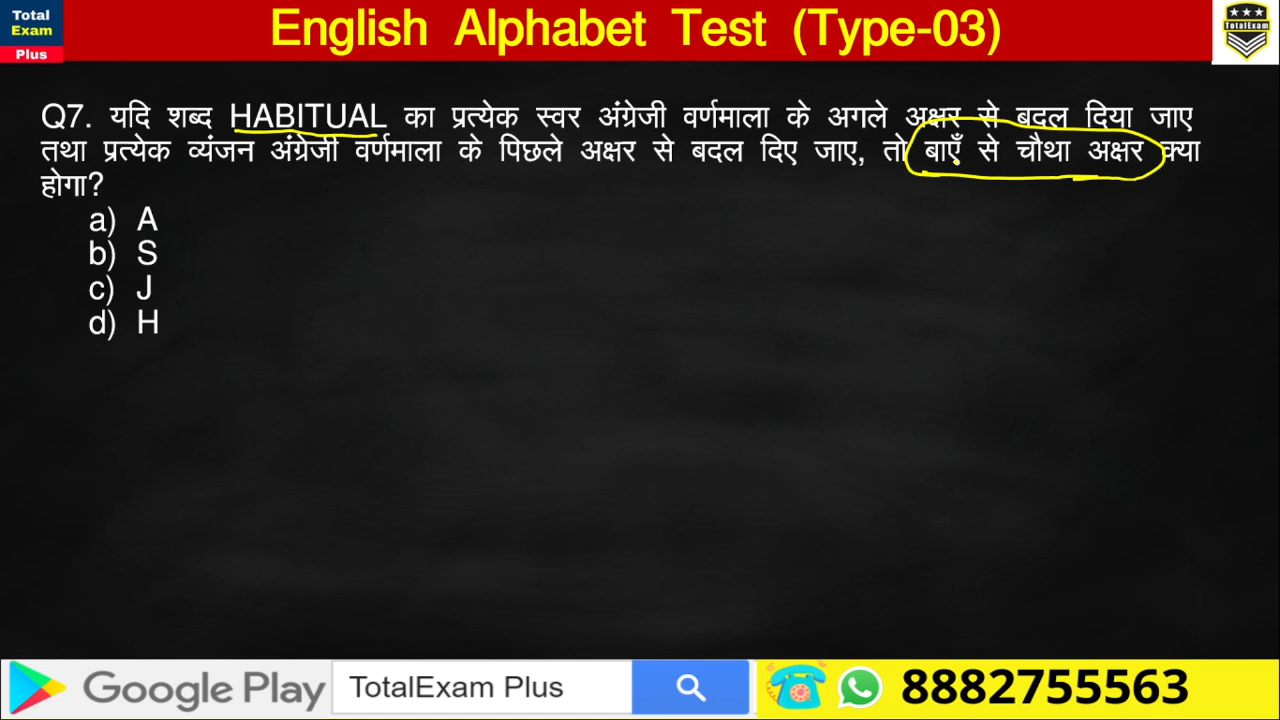 Total
Exam
Plus
English Alphabet Test (Type-03)
TotalExam
Q7. यदि शब्द HABITUAL का प्रत्येक स्वर अंग्रेजी वर्णमाला के अगले अक्षर से बदल दिया जाए
तथा प्रत्येक व्यंजन अंग्रेजी वर्णमाला के पिछले अक्षर से बदल दिए जाए, तो बाएँ से चौथा अक्षर क्या
होगा?
a) A
b) S
c) J
d) H
Google Play
TotalExam Plus
8882755563